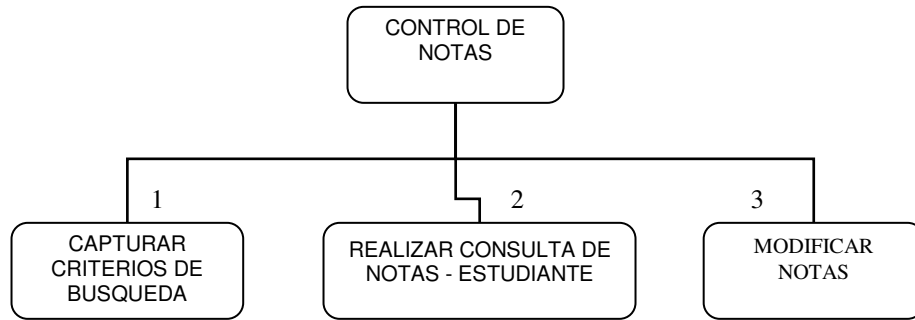 CONTROL DE
NOTAS
1
2
3
CAPTURAR
CRITERIOS DE
BUSQUEDA
REALIZAR CONSULTA DE
NOTAS - ESTUDIANTE
MODIFICAR
NOTAS